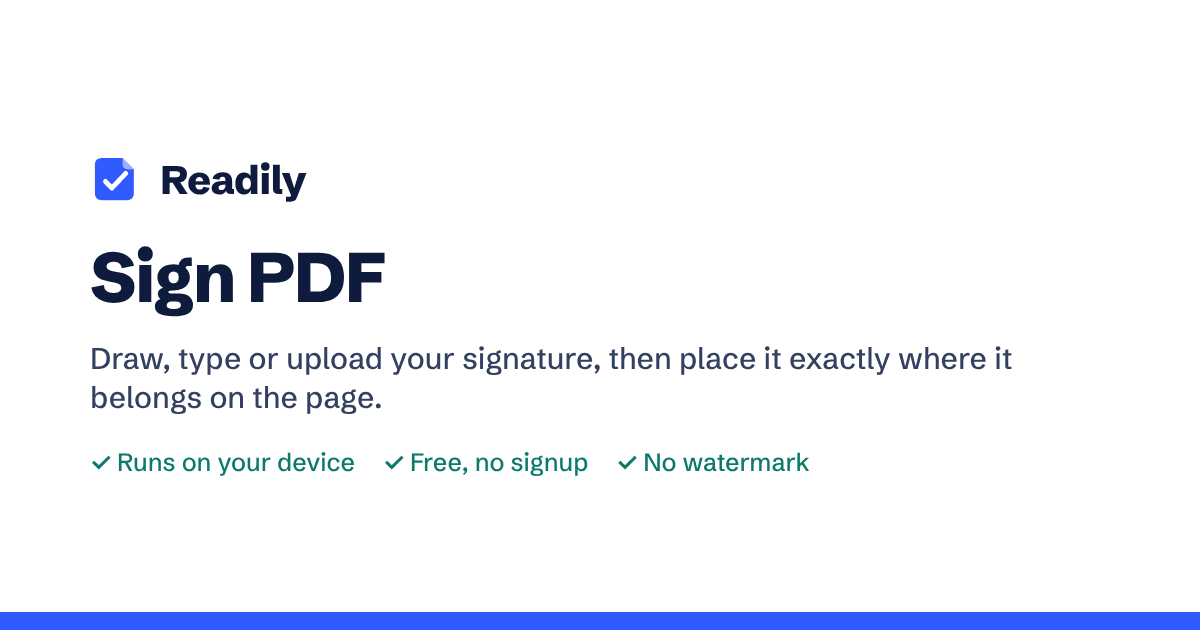 Readily
Sign PDF
Draw, type or upload your signature, then place it exactly where it
belongs on the page.
✓ Runs on your device ✓ Free, no signup ✓ No watermark